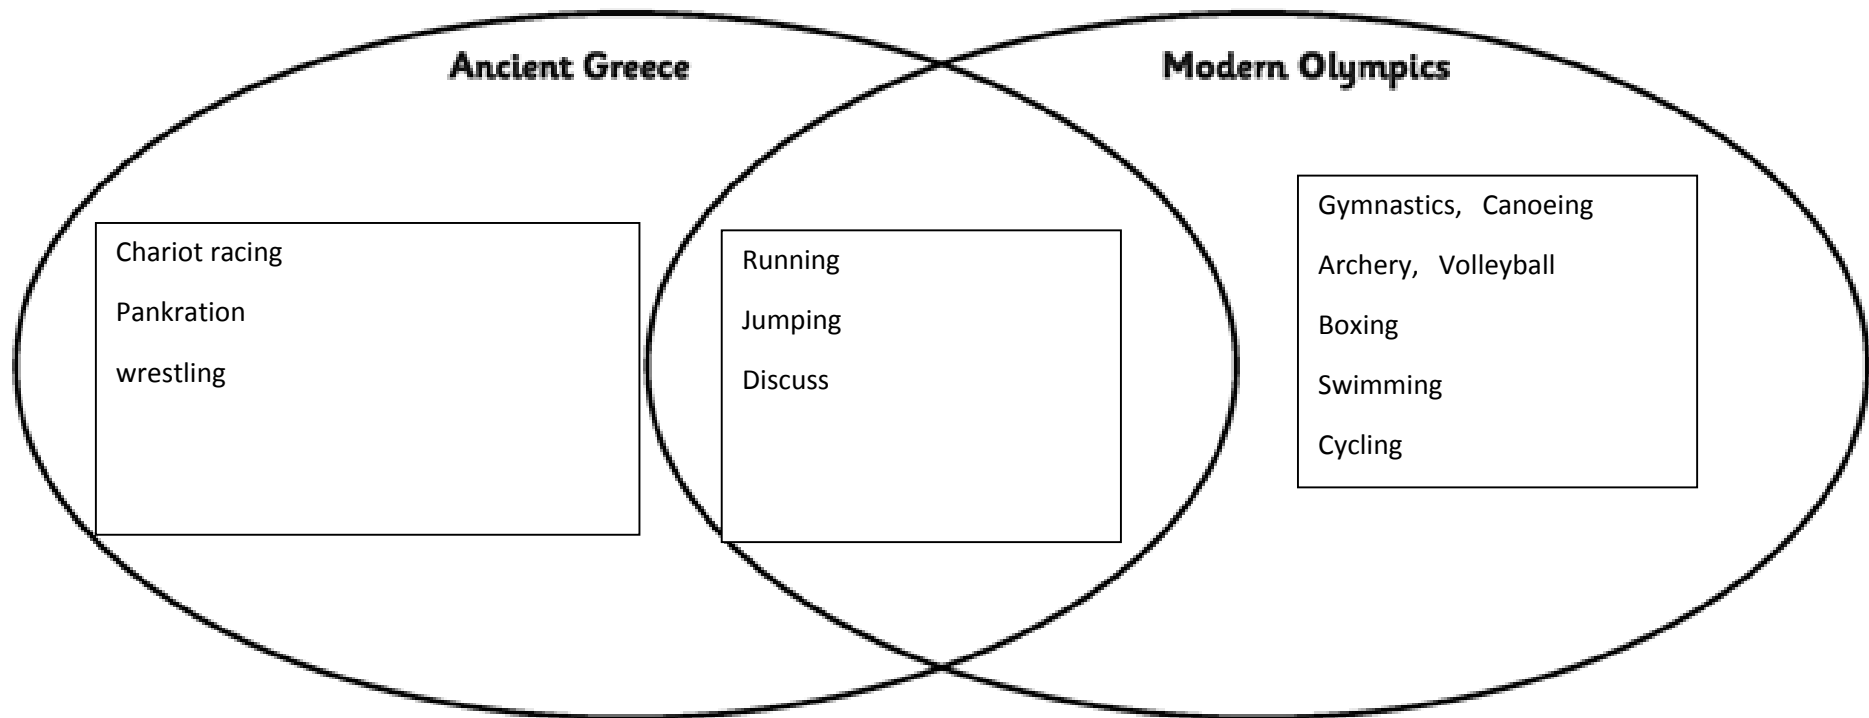 Ancient Greece
Modern Olympics
Chariot racing
Pankration
wrestling
Running
Jumping
Discuss
Gymnastics, Canoeing
Archery, Volleyball
Boxing
Swimming
Cycling